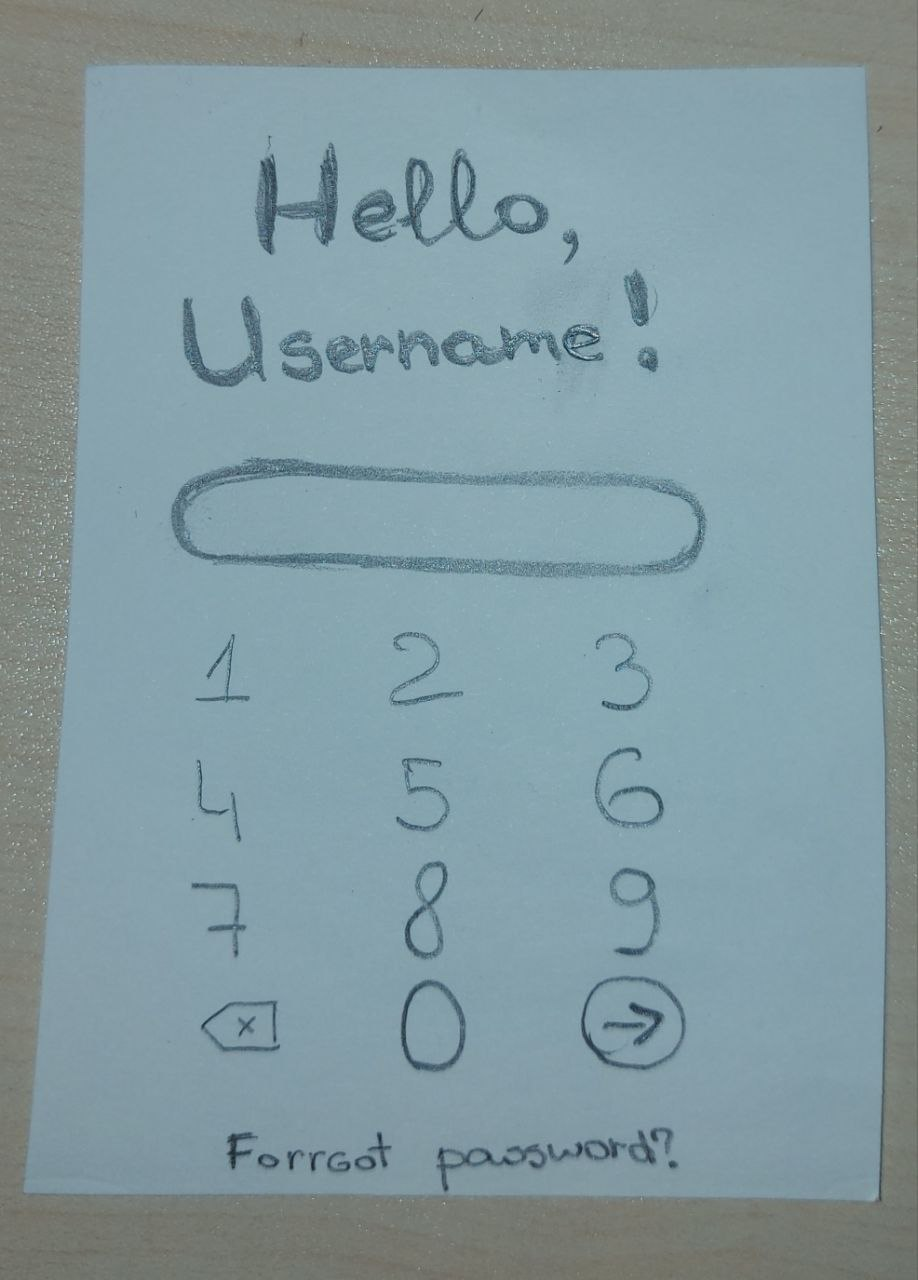 Hello,
Username!
1 2 3
4 5 6
7 8 9
x 0 →
Forrgot password?